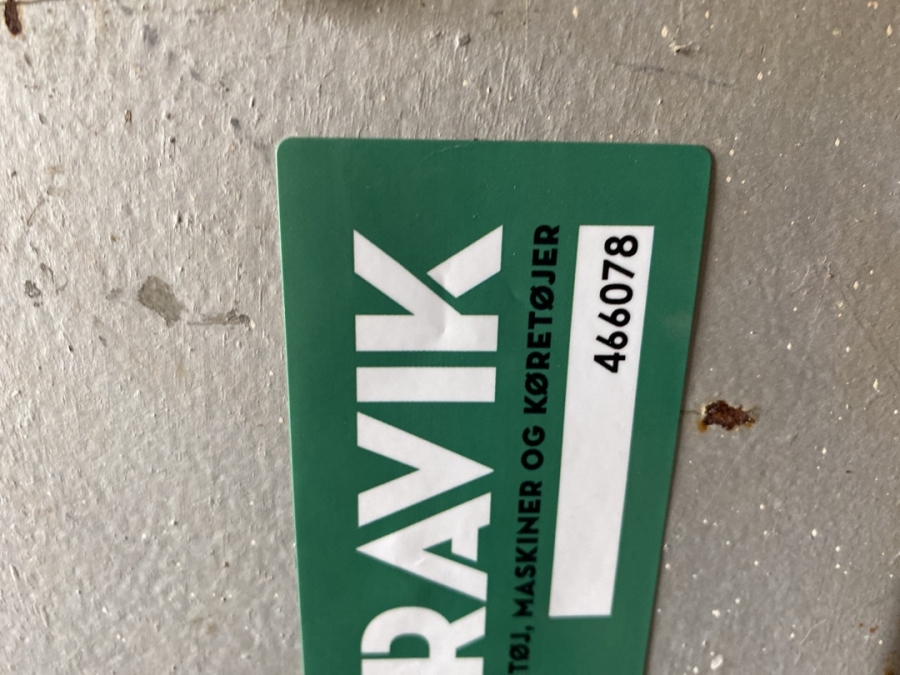 RAVIK
TØJ, MASKINER OG KØRETØJER
466078